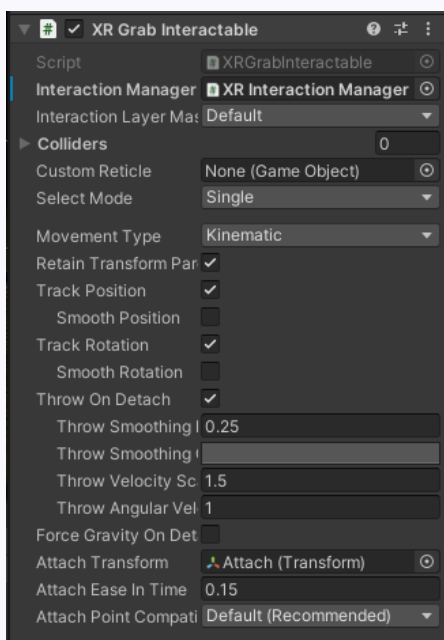 XR Grab Interactable
Script XRGrabInteractable
Interaction Manager XR Interaction Manager
Interaction Layer Mas Default
Colliders 0
Custom Reticle None (Game Object)
Select Mode Single
Movement Type Kinematic
Retain Transform Par
Track Position
Smooth Position
Track Rotation
Smooth Rotation
Throw On Detach
Throw Smoothing 0.25
Throw Smoothing
Throw Velocity Sc 1.5
Throw Angular Vel 1
Force Gravity On Det
Attach Transform Attach (Transform)
Attach Ease In Time 0.15
Attach Point Compati Default (Recommended)